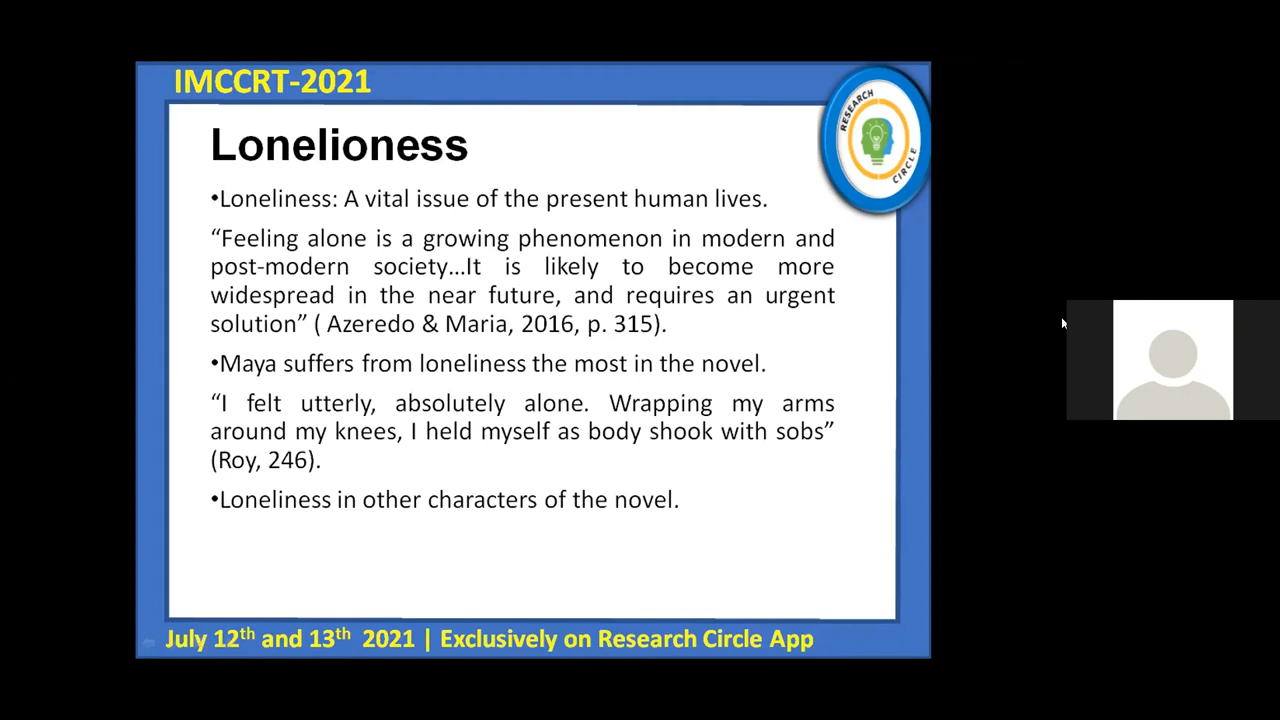 IMCCRT-2021
RESEARCH
CIRCLE
Lonelioness
•Loneliness: A vital issue of the present human lives.
“Feeling alone is a growing phenomenon in modern and
post-modern society…It is likely to become more
widespread in the near future, and requires an urgent
solution” ( Azeredo & Maria, 2016, p. 315).
•Maya suffers from loneliness the most in the novel.
“I felt utterly, absolutely alone. Wrapping my arms
around my knees, I held myself as body shook with sobs”
(Roy, 246).
•Loneliness in other characters of the novel.
July 12th and 13th 2021 | Exclusively on Research Circle App